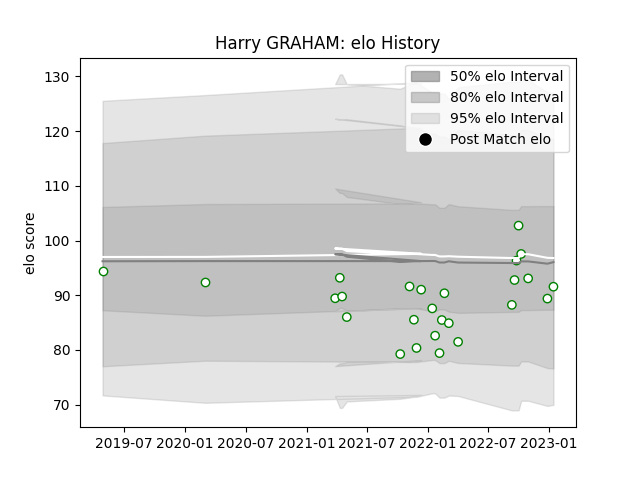 Harry GRAHAM: elo History
50% elo Interval
80% elo Interval
95% elo Interval
Post Match elo
elo score
130
120
110
100
90
80
70
2019-07 2020-01 2020-07 2021-01 2021-07 2022-01 2022-07 2023-01